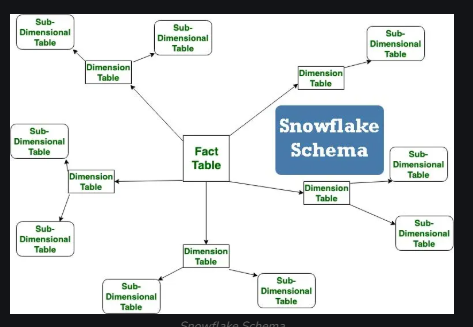 Sub-
Dimensional
Table
Sub-
Dimensional
Table
Sub-
Dimensional
Table
Dimension
Table
Dimension
Table
Snowflake
Schema
Sub-
Dimensional
Table
Fact
Table
Sub-
Dimensional
Table
Dimension
Table
Dimension
Table
Sub-
Dimensional
Table
Sub-
Dimensional
Table
Dimension
Table
Sub-
Dimensional
Table
Sub-
Dimensional
Table
Snowflake Schema